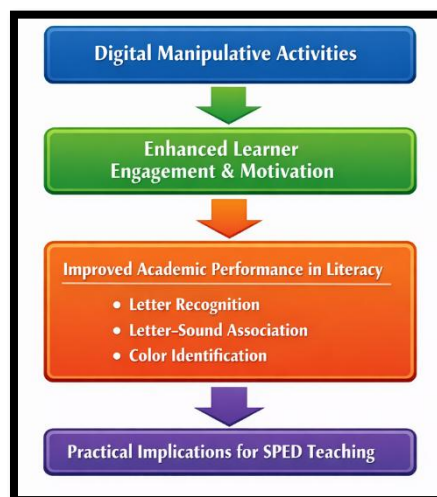 Digital Manipulative Activities
Enhanced Learner
Engagement & Motivation
Improved Academic Performance in Literacy
• Letter Recognition
• Letter–Sound Association
• Color Identification
Practical Implications for SPED Teaching